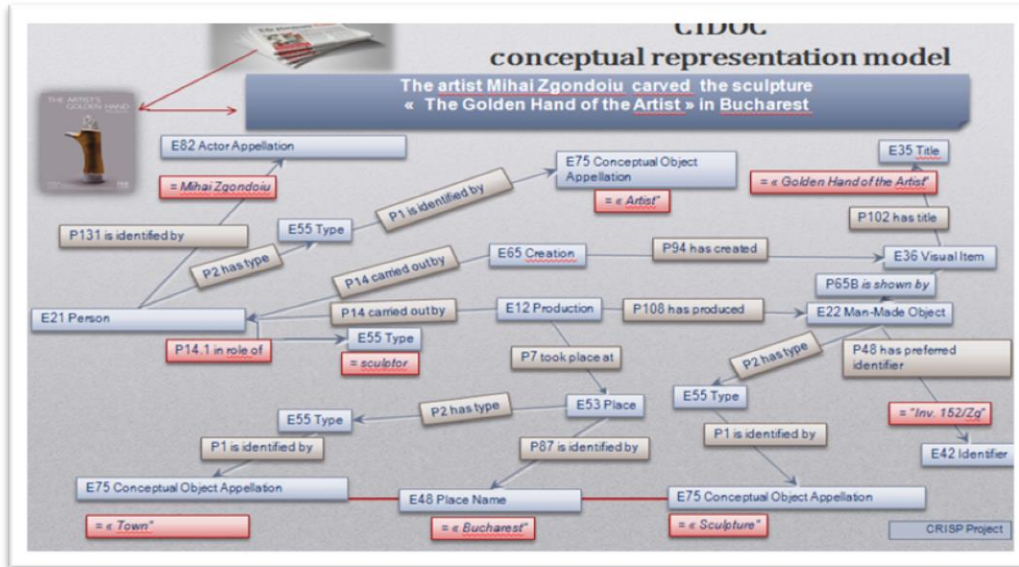 CIDOC
conceptual representation model
The artist Mihai Zgondoiu carved the sculpture
« The Golden Hand of the Artist » in Bucharest
THE ARTIST'S
GOLDEN HAND
E82 Actor Appellation
= Mihai Zgondoiu
E75 Conceptual Object
Appellation
= « Artist"
E35 Title
= « Golden Hand of the Artist"
P1 is identified by
P102 has title
P131 is identified by
E55 Type
P2 has type
E65 Creation
P94 has created
E36 Visual Item
P14 carried out by
P65B is shown by
E21 Person
P14 carried out by
E12 Production
P108 has produced
E22 Man-Made Object
P14.1 in role of
E55 Type
= sculptor
P7 took place at
P2 has type
P48 has preferred
identifier
E55 Type
P2 has type
E53 Place
E55 Type
= "Inv. 152/Zg"
P1 is identified by
P87 is identified by
P1 is identified by
E42 Identifier
E75 Conceptual Object Appellation
E48 Place Name
E75 Conceptual Object Appellation
= « Town"
= « Bucharest"
= « Sculpture"
CRISP Project